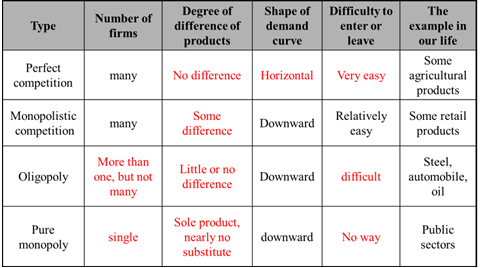 Type
Number of
firms
Degree of
difference of
products
Shape of
demand
curve
Difficulty to
enter or
leave
The
example in
our life
Perfect
competition
many
No difference
Horizontal
Very easy
Some
agricultural
products
Monopolistic
competition
many
Some
difference
Downward
Relatively
easy
Some retail
products
Oligopoly
More than
one, but not
many
Little or no
difference
Downward
difficult
Steel,
automobile,
oil
Pure
monopoly
single
Sole product,
nearly no
substitute
downward
No way
Public
sectors